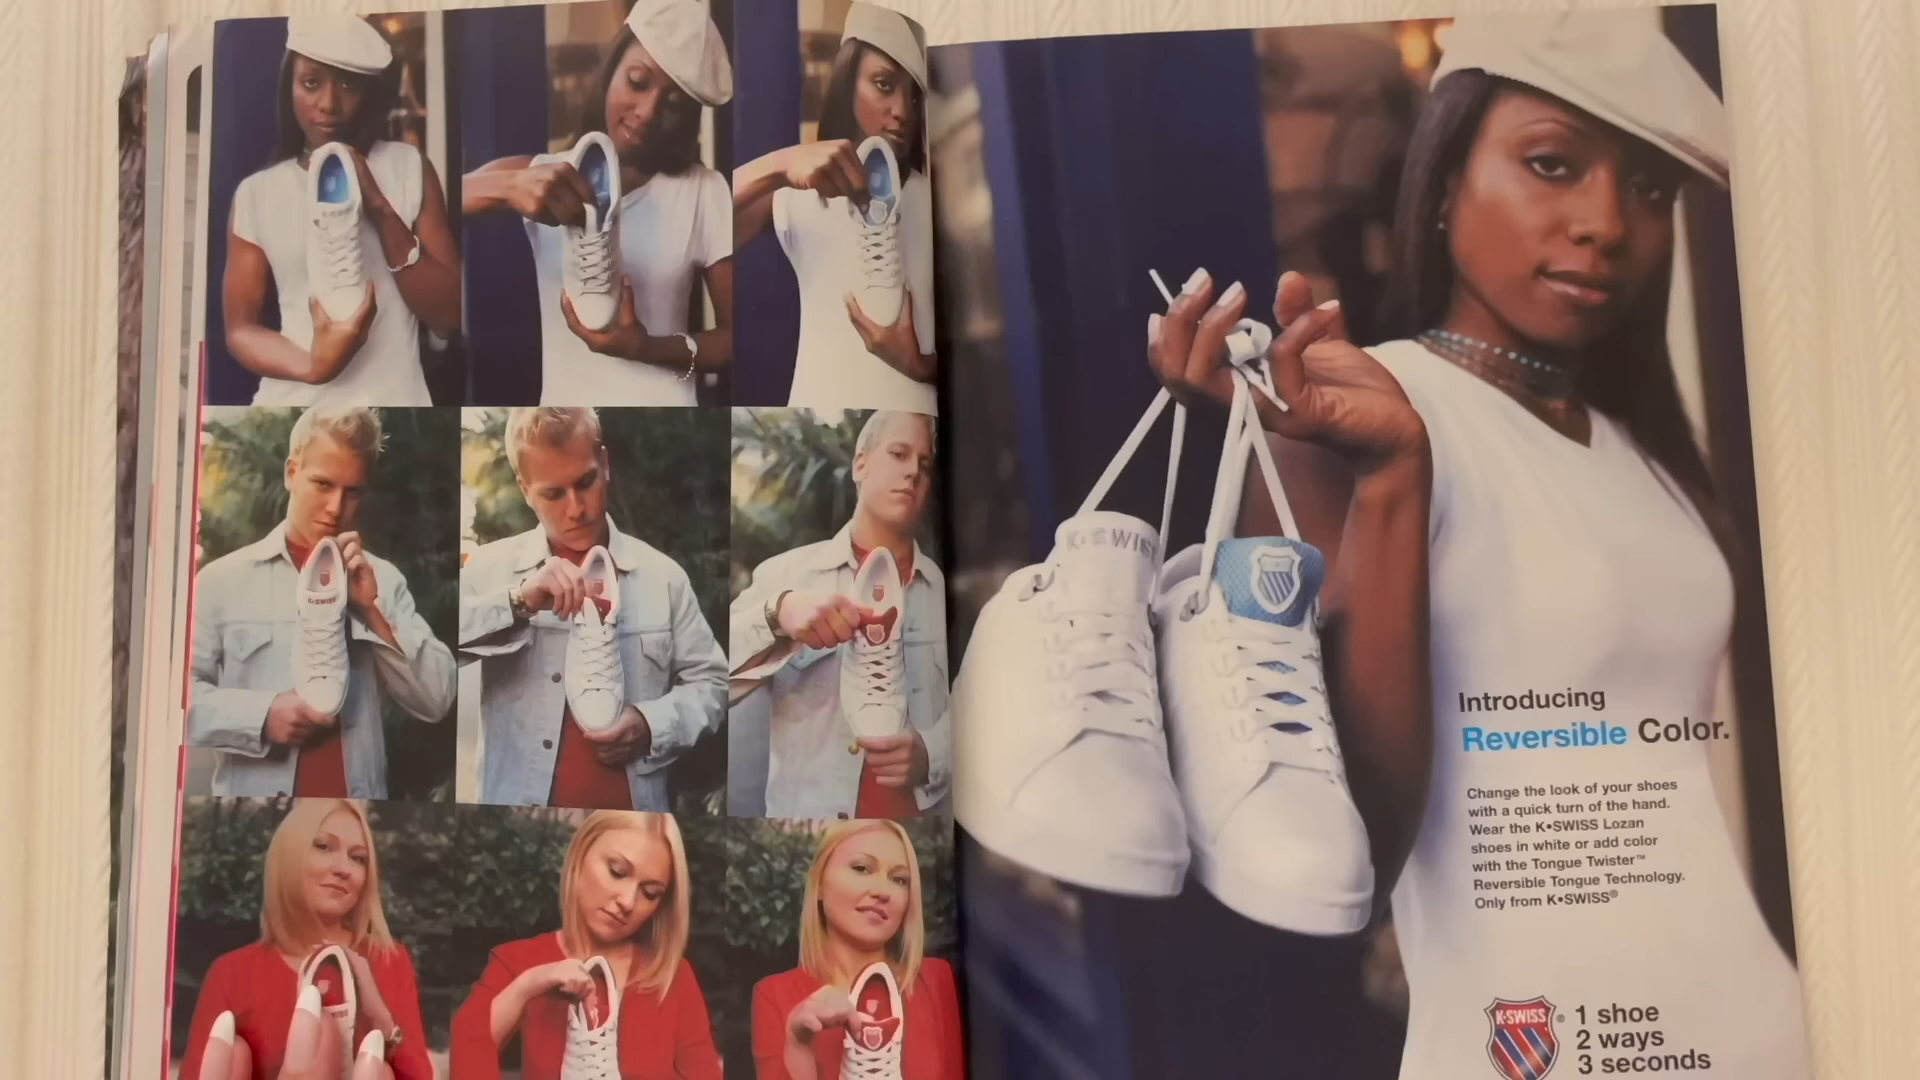 K•SWISS
K•SWISS
K•SWISS
Introducing
Reversible Color.
Change the look of your shoes
with a quick turn of the hand.
Wear the K•SWISS Lozan
shoes in white or add color
with the Tongue Twister™
Reversible Tongue Technology.
Only from K•SWISS®
K•SWISS®
1 shoe
2 ways
3 seconds